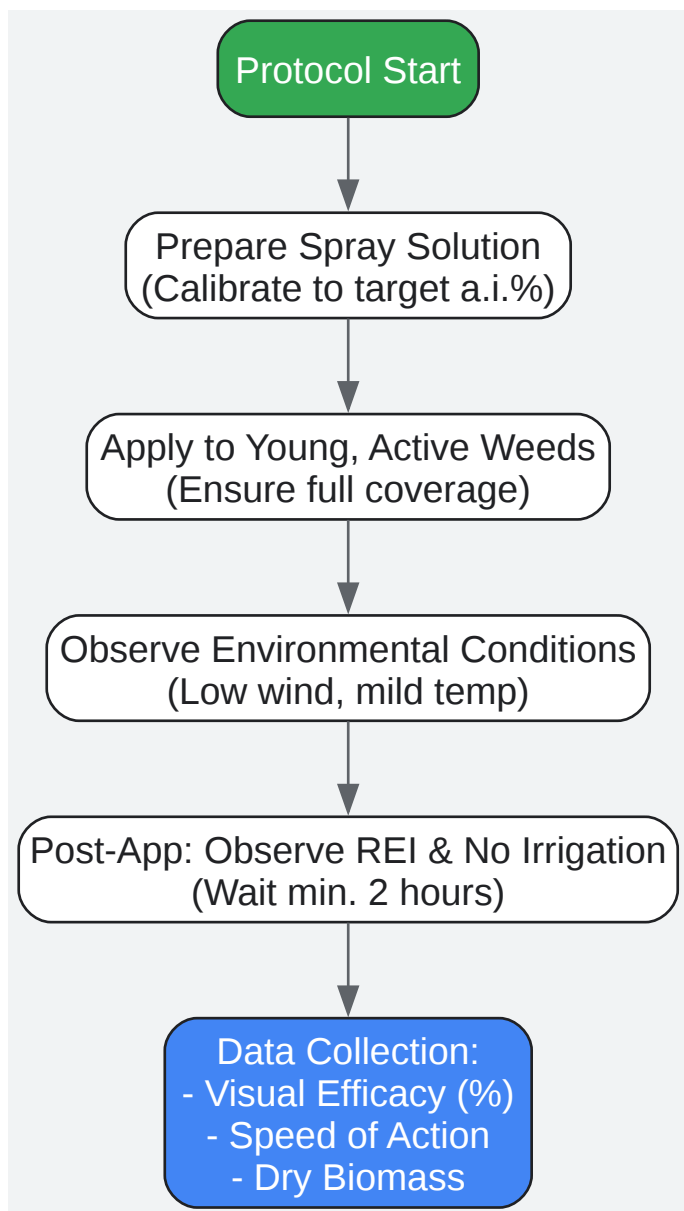 Protocol Start
Prepare Spray Solution
(Calibrate to target a.i.%)
Apply to Young, Active Weeds
(Ensure full coverage)
Observe Environmental Conditions
(Low wind, mild temp)
Post-App: Observe REI & No Irrigation
(Wait min. 2 hours)
Data Collection:
- Visual Efficacy (%)
- Speed of Action
- Dry Biomass